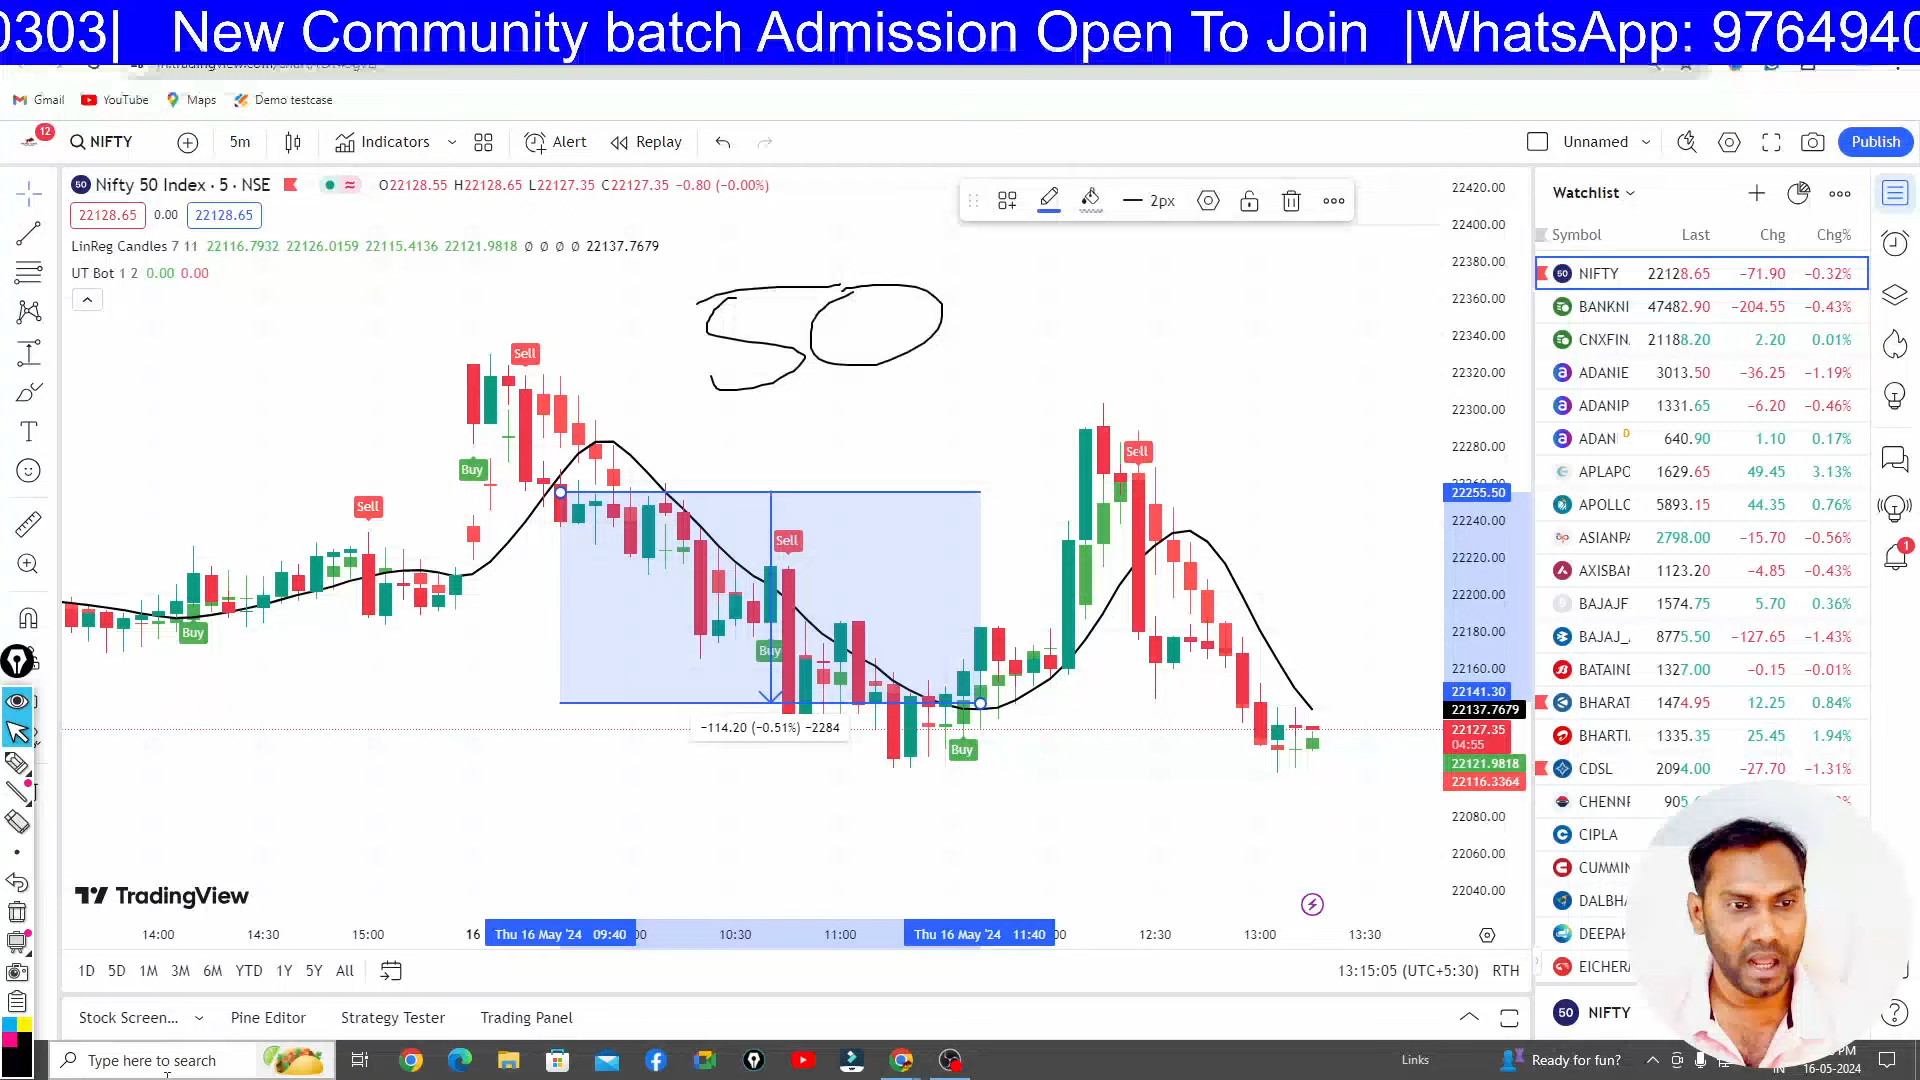 0303|   New Community batch Admission Open To Join  |WhatsApp: 9764940
Gmail YouTube Maps Demo testcase
12 NIFTY 5m Indicators Alert Replay Unnamed Publish
50 Nifty 50 Index · 5 · NSE O22128.55 H22128.65 L22127.35 C22127.35 −0.80 (−0.00%)
22128.65 0.00 22128.65
LinReg Candles 7 11 22116.7932 22126.0159 22115.4136 22121.9818 ∅ ∅ ∅ ∅ 22137.7679
UT Bot 1 2 0.00 0.00
2px
50
Sell
Buy
Sell
Buy
Sell
Buy
Sell
Buy
−114.20 (−0.51%) −2284
22420.00
22400.00
22380.00
22360.00
22340.00
22320.00
22300.00
22280.00
22255.50
22240.00
22220.00
22200.00
22180.00
22160.00
22141.30
22137.7679
22127.35
04:55
22121.9818
22116.3364
22080.00
22060.00
22040.00
TradingView
14:00 14:30 15:00 16 Thu 16 May '24 09:40 10:30 11:00 Thu 16 May '24 11:40 12:30 13:00 13:30
1D 5D 1M 3M 6M YTD 1Y 5Y All 13:15:05 (UTC+5:30) RTH
Stock Screen... Pine Editor Strategy Tester Trading Panel
Watchlist
Symbol Last Chg Chg%
50 NIFTY 22128.65 −71.90 −0.32%
BANKNI 47482.90 −204.55 −0.43%
CNXFIN. 21188.20 2.20 0.01%
ADANIE 3013.50 −36.25 −1.19%
ADANIP 1331.65 −6.20 −0.46%
ADAN D 640.90 1.10 0.17%
APLAPO 1629.65 49.45 3.13%
APOLLO 5893.15 44.35 0.76%
ASIANPA 2798.00 −15.70 −0.56%
AXISBAN 1123.20 −4.85 −0.43%
BAJAJF 1574.75 5.70 0.36%
BAJAJ_ 8775.50 −127.65 −1.43%
BATAIND 1327.00 −0.15 −0.01%
BHARAT 1474.95 12.25 0.84%
BHARTI 1335.35 25.45 1.94%
CDSL 2094.00 −27.70 −1.31%
CHENNF 905
CIPLA
CUMMIN
DALBHA
DEEPAK
EICHER
50 NIFTY
1
Type here to search Links Ready for fun?
16-05-2024